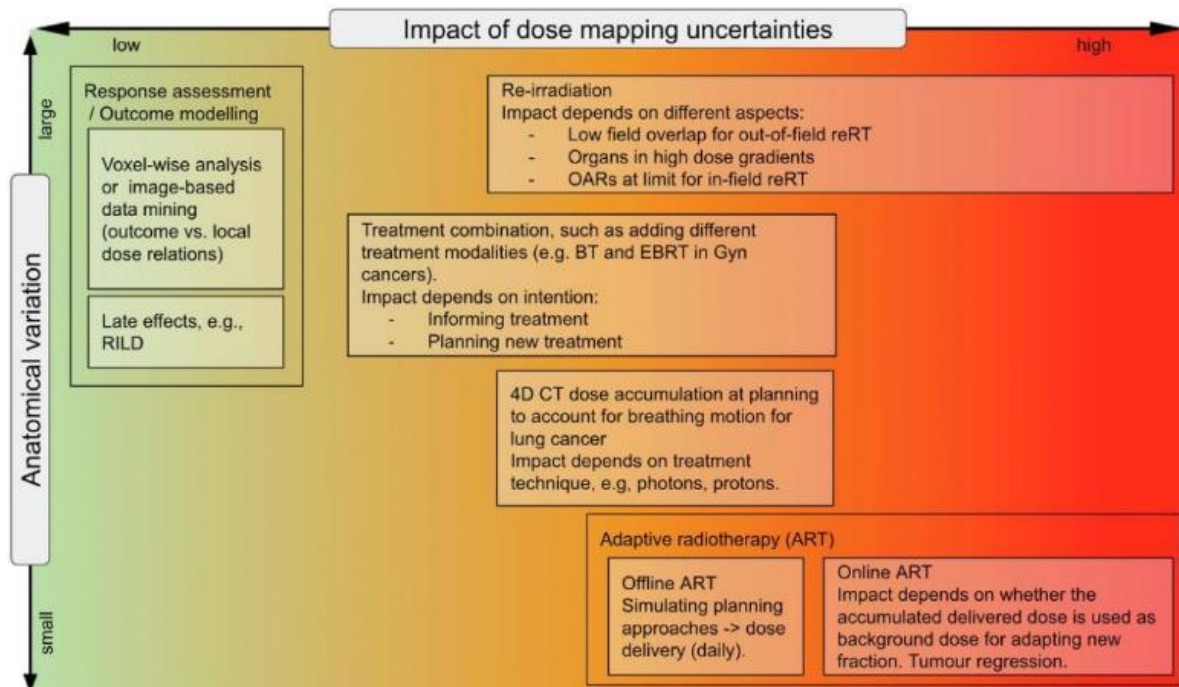 Impact of dose mapping uncertainties
low
high
Anatomical variation
large
small
Response assessment
/ Outcome modelling
Voxel-wise analysis
or image-based
data mining
(outcome vs. local
dose relations)
Late effects, e.g.,
RILD
Re-irradiation
Impact depends on different aspects:
- Low field overlap for out-of-field reRT
- Organs in high dose gradients
- OARs at limit for in-field reRT
Treatment combination, such as adding different
treatment modalities (e.g. BT and EBRT in Gyn
cancers).
Impact depends on intention:
- Informing treatment
- Planning new treatment
4D CT dose accumulation at planning
to account for breathing motion for
lung cancer
Impact depends on treatment
technique, e.g, photons, protons.
Adaptive radiotherapy (ART)
Offline ART
Simulating planning
approaches -> dose
delivery (daily).
Online ART
Impact depends on whether the
accumulated delivered dose is used as
background dose for adapting new
fraction. Tumour regression.